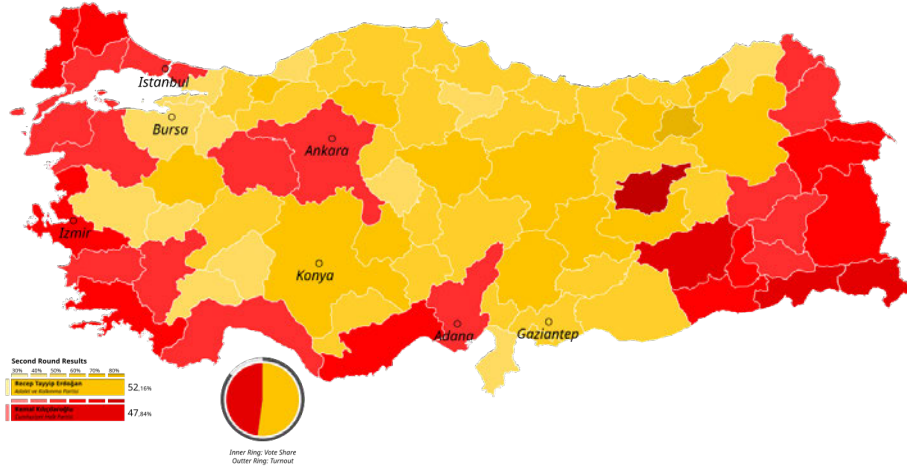 Istanbul
Bursa
Ankara
Izmir
Konya
Adana
Gaziantep
Second Round Results
30% 40% 50% 60% 70% 80%
Recep Tayyip Erdoğan
Adalet ve Kalkınma Partisi
52,16%
Kemal Kılıçdaroğlu
Cumhuriyet Halk Partisi
47,84%
Inner Ring: Vote Share
Outter Ring: Turnout